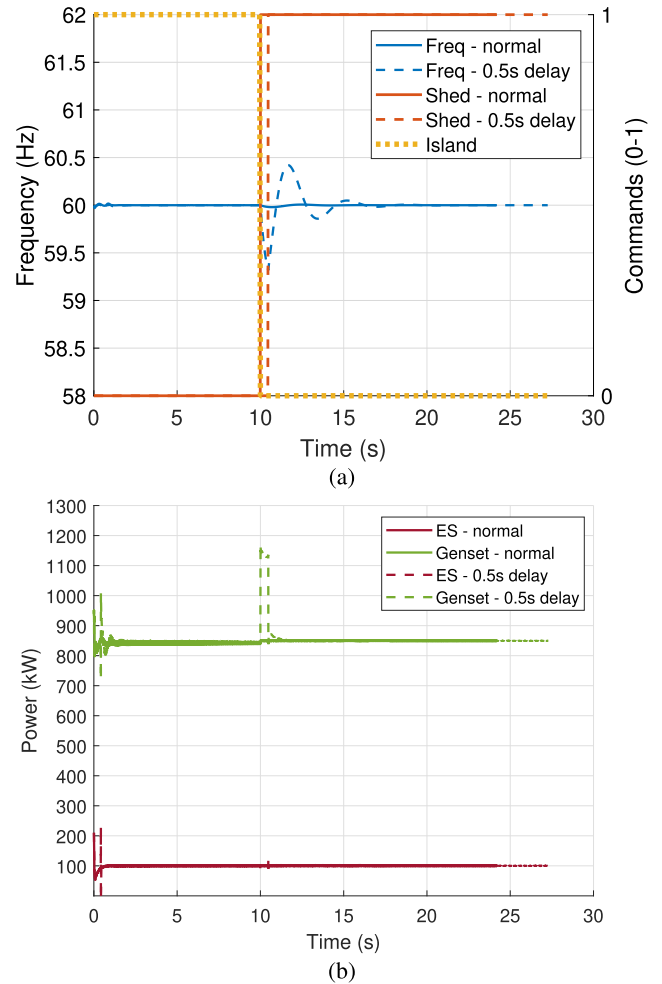 62
61.5
61
60.5
60
59.5
59
58.5
58
Frequency (Hz)
1
0
Commands (0-1)
Freq - normal
Freq - 0.5s delay
Shed - normal
Shed - 0.5s delay
Island
0 5 10 15 20 25 30
Time (s)
(a)
1300
1200
1100
1000
900
800
700
600
500
400
300
200
100
Power (kW)
ES - normal
Genset - normal
ES - 0.5s delay
Genset - 0.5s delay
0 5 10 15 20 25 30
Time (s)
(b)